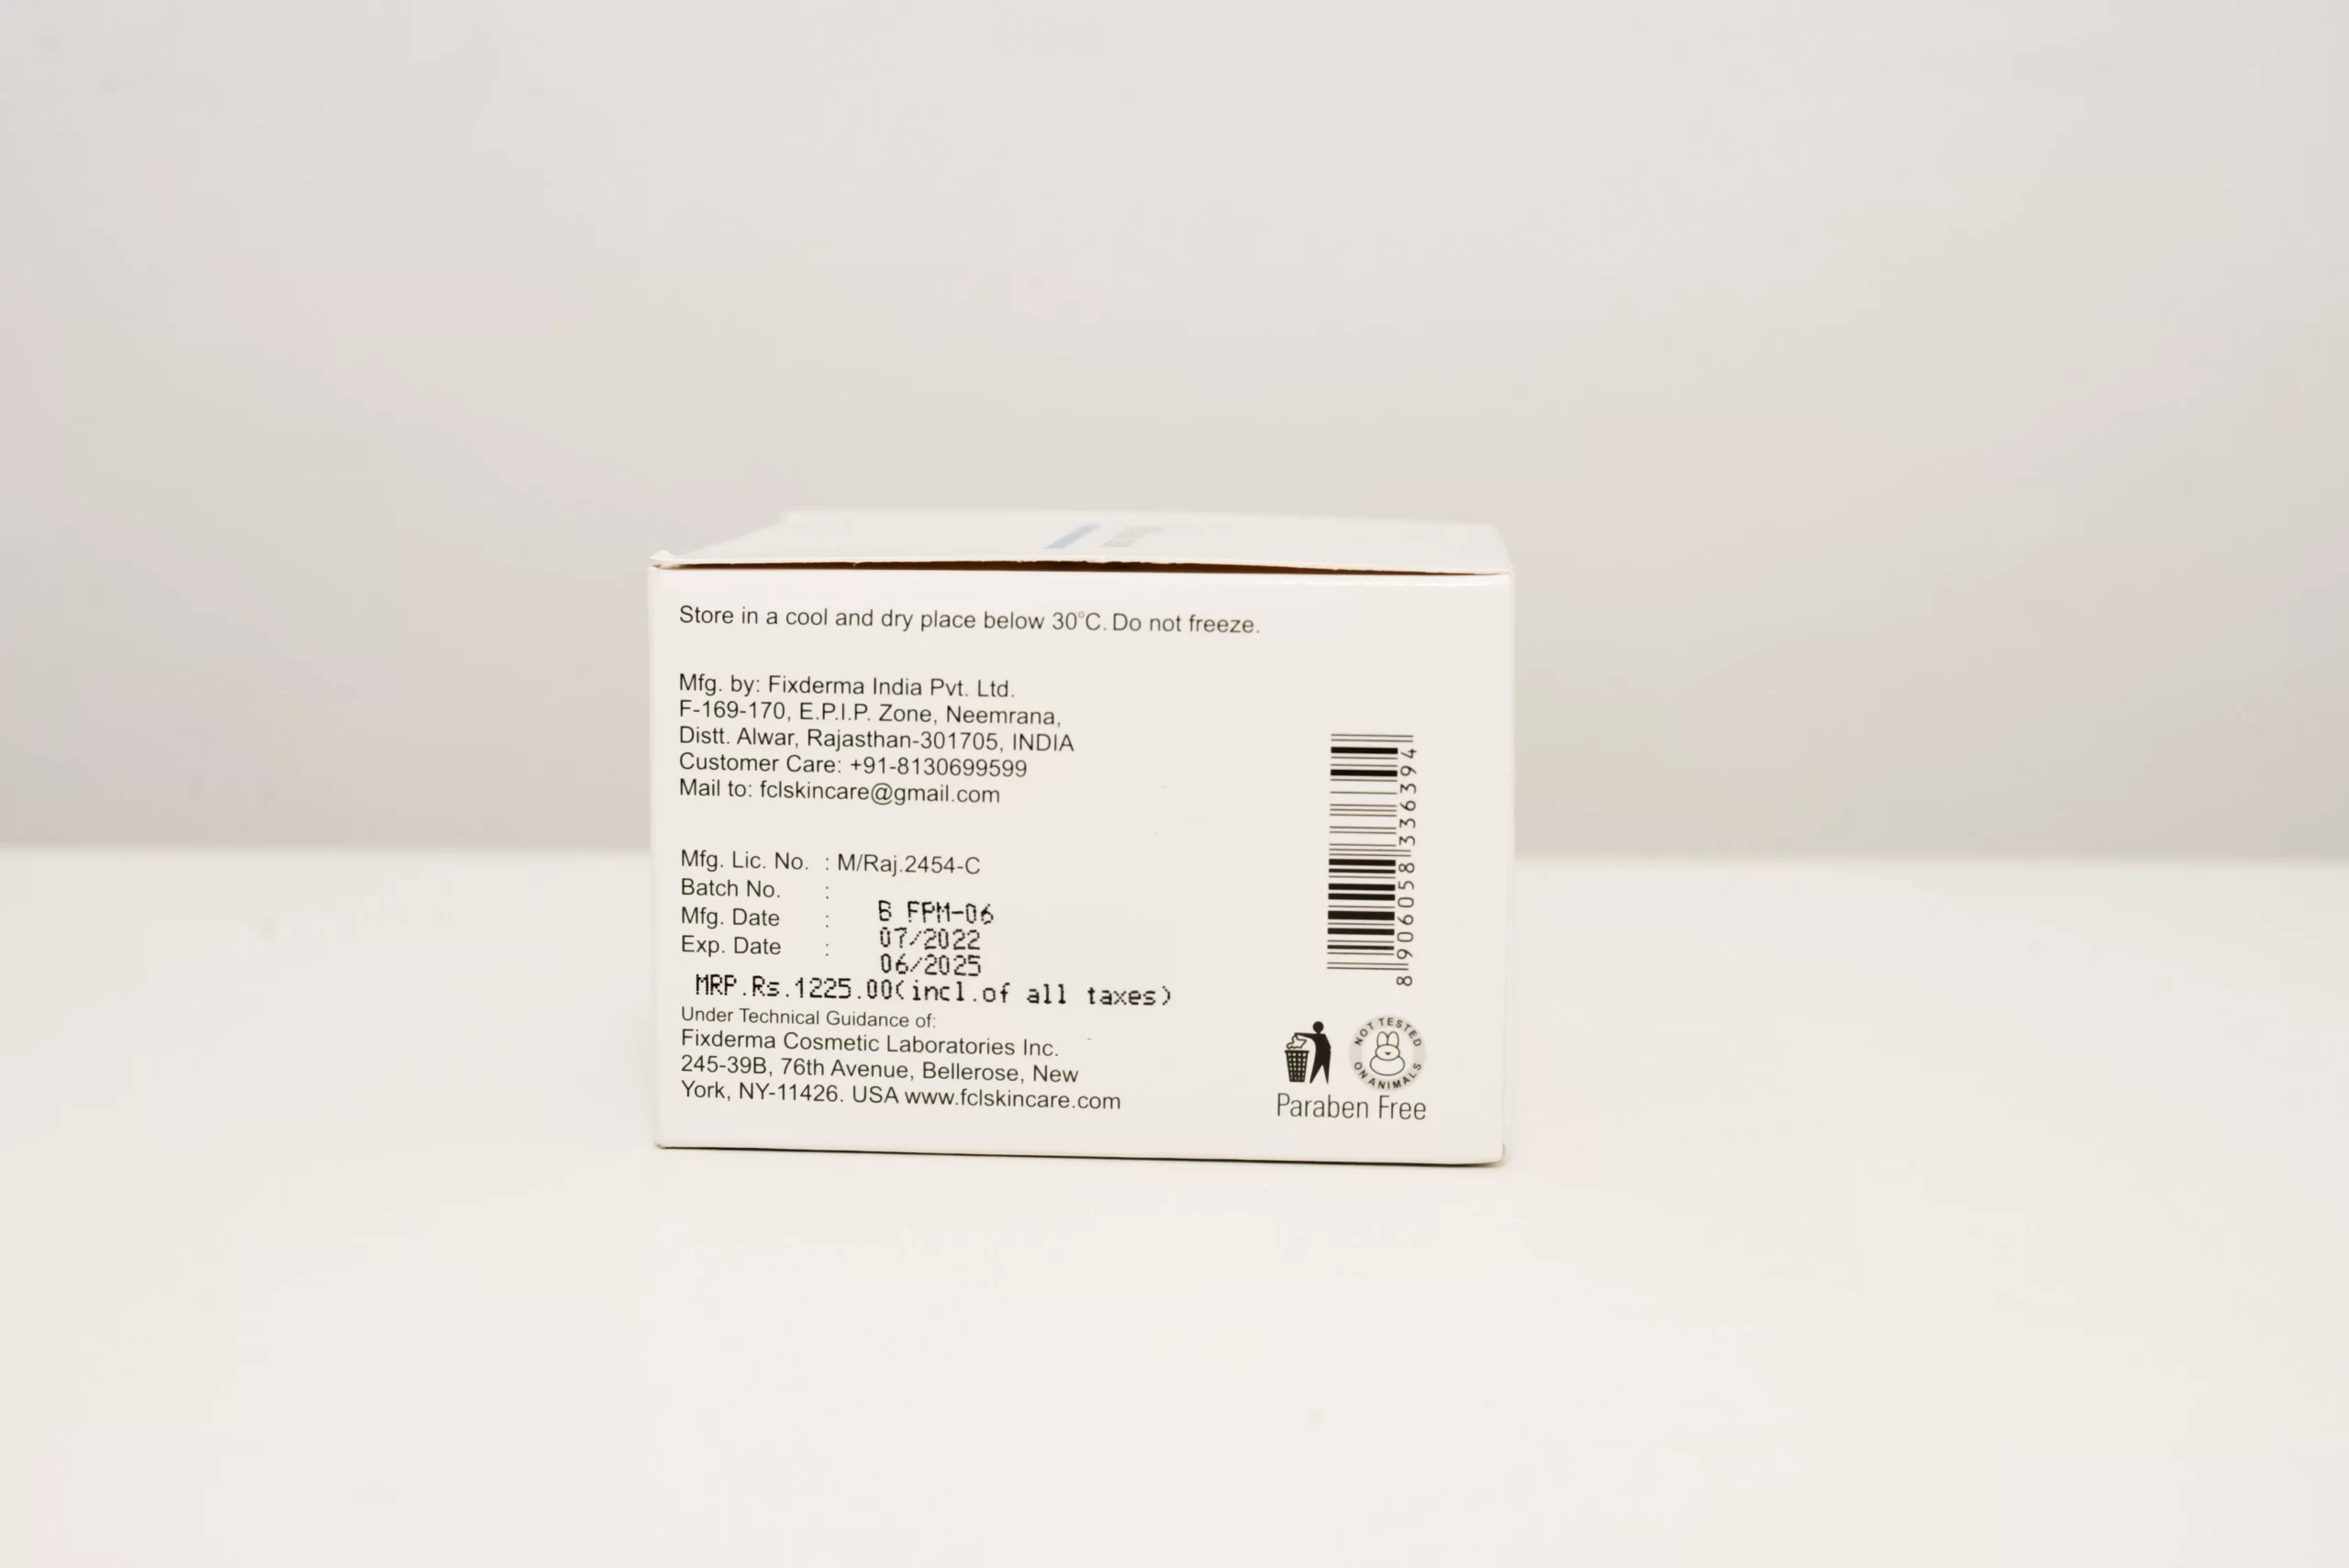 Store in a cool and dry place below 30°C. Do not freeze.
Mfg. by: Fixderma India Pvt. Ltd.
F-169-170, E.P.I.P. Zone, Neemrana,
Distt. Alwar, Rajasthan-301705, INDIA
Customer Care: +91-8130699599
Mail to: fclskincare@gmail.com
Mfg. Lic. No. : M/Raj.2454-C
Batch No. :
Mfg. Date :
Exp. Date :
B FPM-06
07/2022
06/2025
MRP.Rs.1225.00(incl.of all taxes)
Under Technical Guidance of:
Fixderma Cosmetic Laboratories Inc.
245-39B, 76th Avenue, Bellerose, New
York, NY-11426. USA www.fclskincare.com
8906058336394
NOT TESTED
ON ANIMALS
Paraben Free